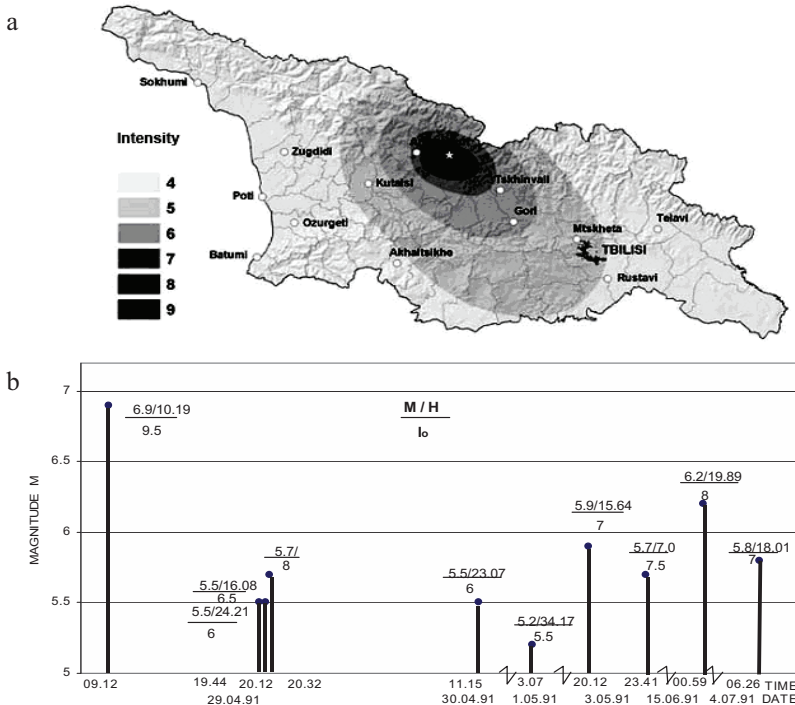 a
Sokhumi
Intensity
Zugdidi
Kutaisi
Tskhinvali
Poti
Gori
Ozurgeti
Mtskheta
Telavi
Batumi
Akhaltsikhe
TBILISI
Rustavi
4
5
6
7
8
9
b
7
6.9/10.19
9.5
M / H
I₀
6.5
6.2/19.89
8
MAGNITUDE M
6
5.9/15.64
7
5.7/
8
5.7/7.0
7.5
5.8/18.01
7
5.5/16.08
6.5
5.5/24.21
6
5.5/23.07
6
5.5
5.2/34.17
5.5
5
09.12 19.44 20.12 20.32 11.15 3.07 20.12 23.41 00.59 06.26 TIME
29.04.91 30.04.91 1.05.91 3.05.91 15.06.91 4.07.91 DATE